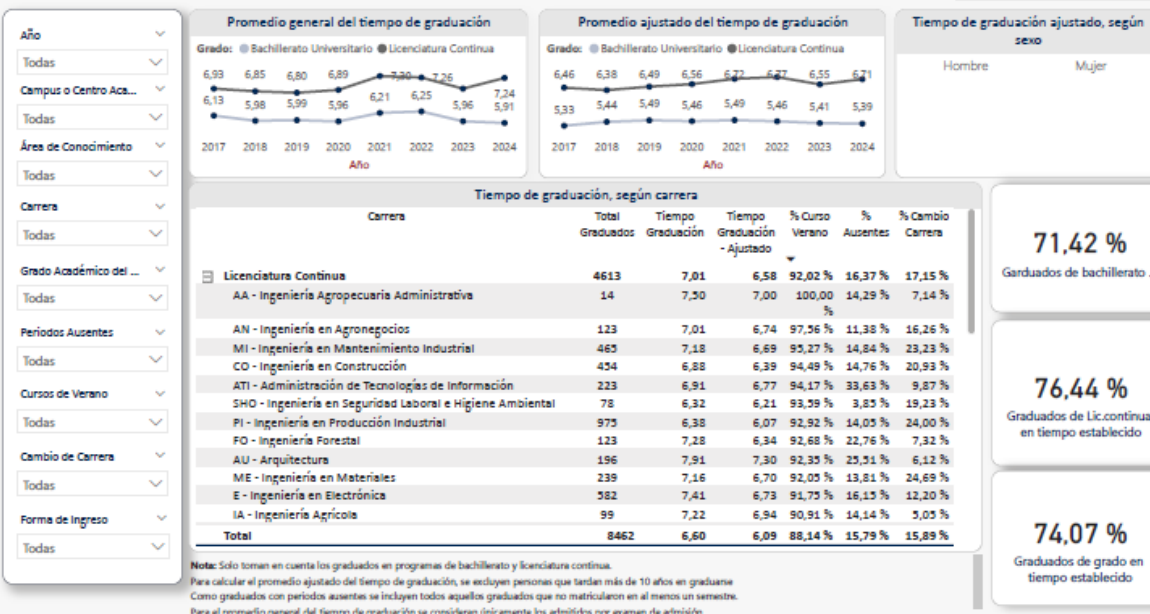 Año
Todas
Campus o Centro Aca...
Todas
Área de Conocimiento
Todas
Carrera
Todas
Grado Académico del ...
Todas
Periodos Ausentes
Todas
Cursos de Verano
Todas
Cambio de Carrera
Todas
Forma de Ingreso
Todas
Promedio general del tiempo de graduación
Grado: Bachillerato Universitario Licenciatura Continua
6,93 6,85 6,80 6,89 7,30 7,26 7,24
6,13 5,98 5,99 5,96 6,21 6,25 5,96 5,91
2017 2018 2019 2020 2021 2022 2023 2024
Año
Promedio ajustado del tiempo de graduación
Grado: Bachillerato Universitario Licenciatura Continua
6,46 6,38 6,49 6,56 6,72 6,77 6,55 6,71
5,33 5,44 5,49 5,46 5,49 5,46 5,41 5,39
2017 2018 2019 2020 2021 2022 2023 2024
Año
Tiempo de graduación ajustado, según
sexo
Hombre Mujer
Tiempo de graduación, según carrera
Carrera Total Graduados Tiempo Graduación Tiempo Graduación - Ajustado % Curso Verano % Ausentes % Cambio Carrera
Licenciatura Continua 4613 7,01 6,58 92,02 % 16,37 % 17,15 %
AA - Ingeniería Agropecuaria Administrativa 14 7,50 7,00 100,00 % 14,29 % 7,14 %
AN - Ingeniería en Agronegocios 123 7,01 6,74 97,56 % 11,38 % 16,26 %
MI - Ingeniería en Mantenimiento Industrial 465 7,18 6,69 95,27 % 14,84 % 23,23 %
CO - Ingeniería en Construcción 454 6,88 6,39 94,49 % 14,76 % 20,93 %
ATI - Administración de Tecnologías de Información 223 6,91 6,77 94,17 % 33,63 % 9,87 %
SHO - Ingeniería en Seguridad Laboral e Higiene Ambiental 78 6,32 6,21 93,59 % 3,85 % 19,23 %
PI - Ingeniería en Producción Industrial 975 6,38 6,07 92,92 % 14,05 % 24,00 %
FO - Ingeniería Forestal 123 7,28 6,34 92,68 % 22,76 % 7,32 %
AU - Arquitectura 196 7,91 7,30 92,35 % 25,51 % 6,12 %
ME - Ingeniería en Materiales 239 7,16 6,70 92,05 % 13,81 % 24,69 %
E - Ingeniería en Electrónica 582 7,41 6,73 91,75 % 16,15 % 12,20 %
IA - Ingeniería Agrícola 99 7,22 6,94 90,91 % 14,14 % 5,05 %
Total 8462 6,60 6,09 88,14 % 15,79 % 15,89 %
71,42 %
Garduados de bachillerato .
76,44 %
Graduados de Lic.continua
en tiempo establecido
74,07 %
Graduados de grado en
tiempo establecido
Nota: Solo toman en cuenta los graduados en programas de bachillerato y licenciatura continua.
Para calcular el promedio ajustado del tiempo de graduación, se excluyen personas que tardan más de 10 años en graduarse
Como graduados con periodos ausentes se incluyen todos aquellos graduados que no matricularon en al menos un semestre.
Para el promedio general del tiempo de graduación se consideran únicamente los admitidos por examen de admisión